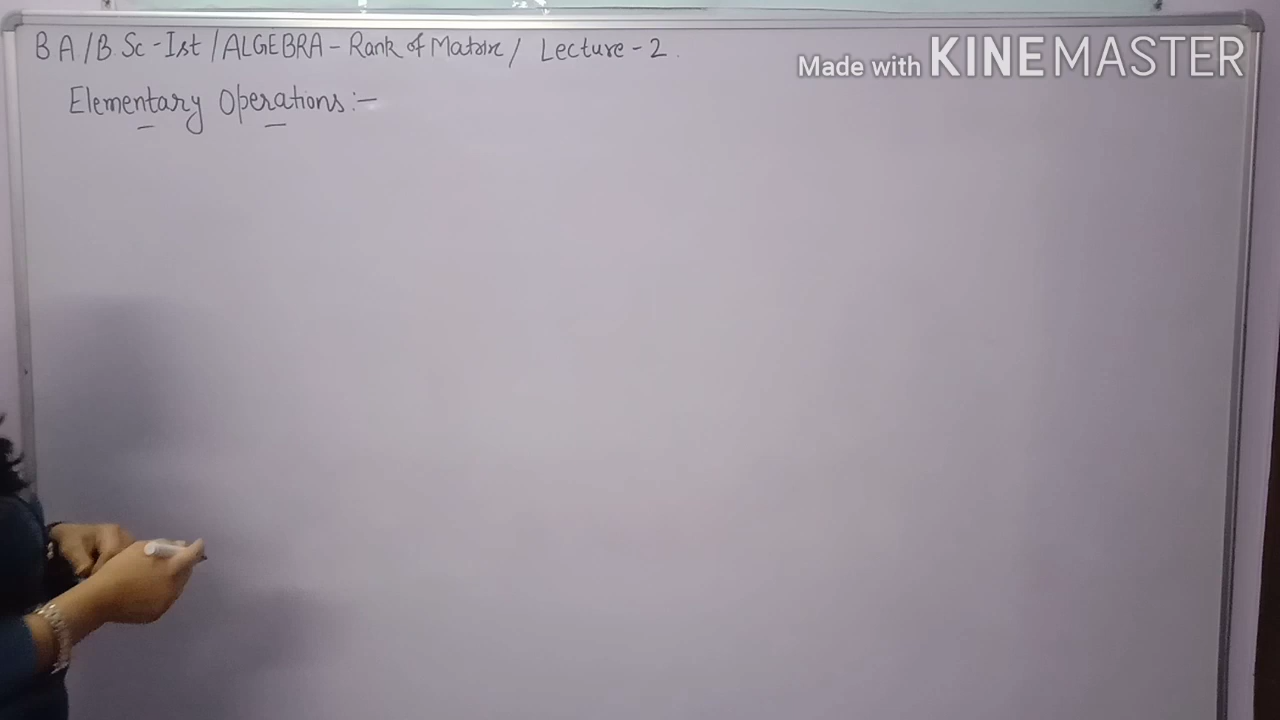 B A / B Sc - Ist / ALGEBRA - Rank of Matrix / Lecture - 2.
Made with KINEMASTER
Elementary Operations :-